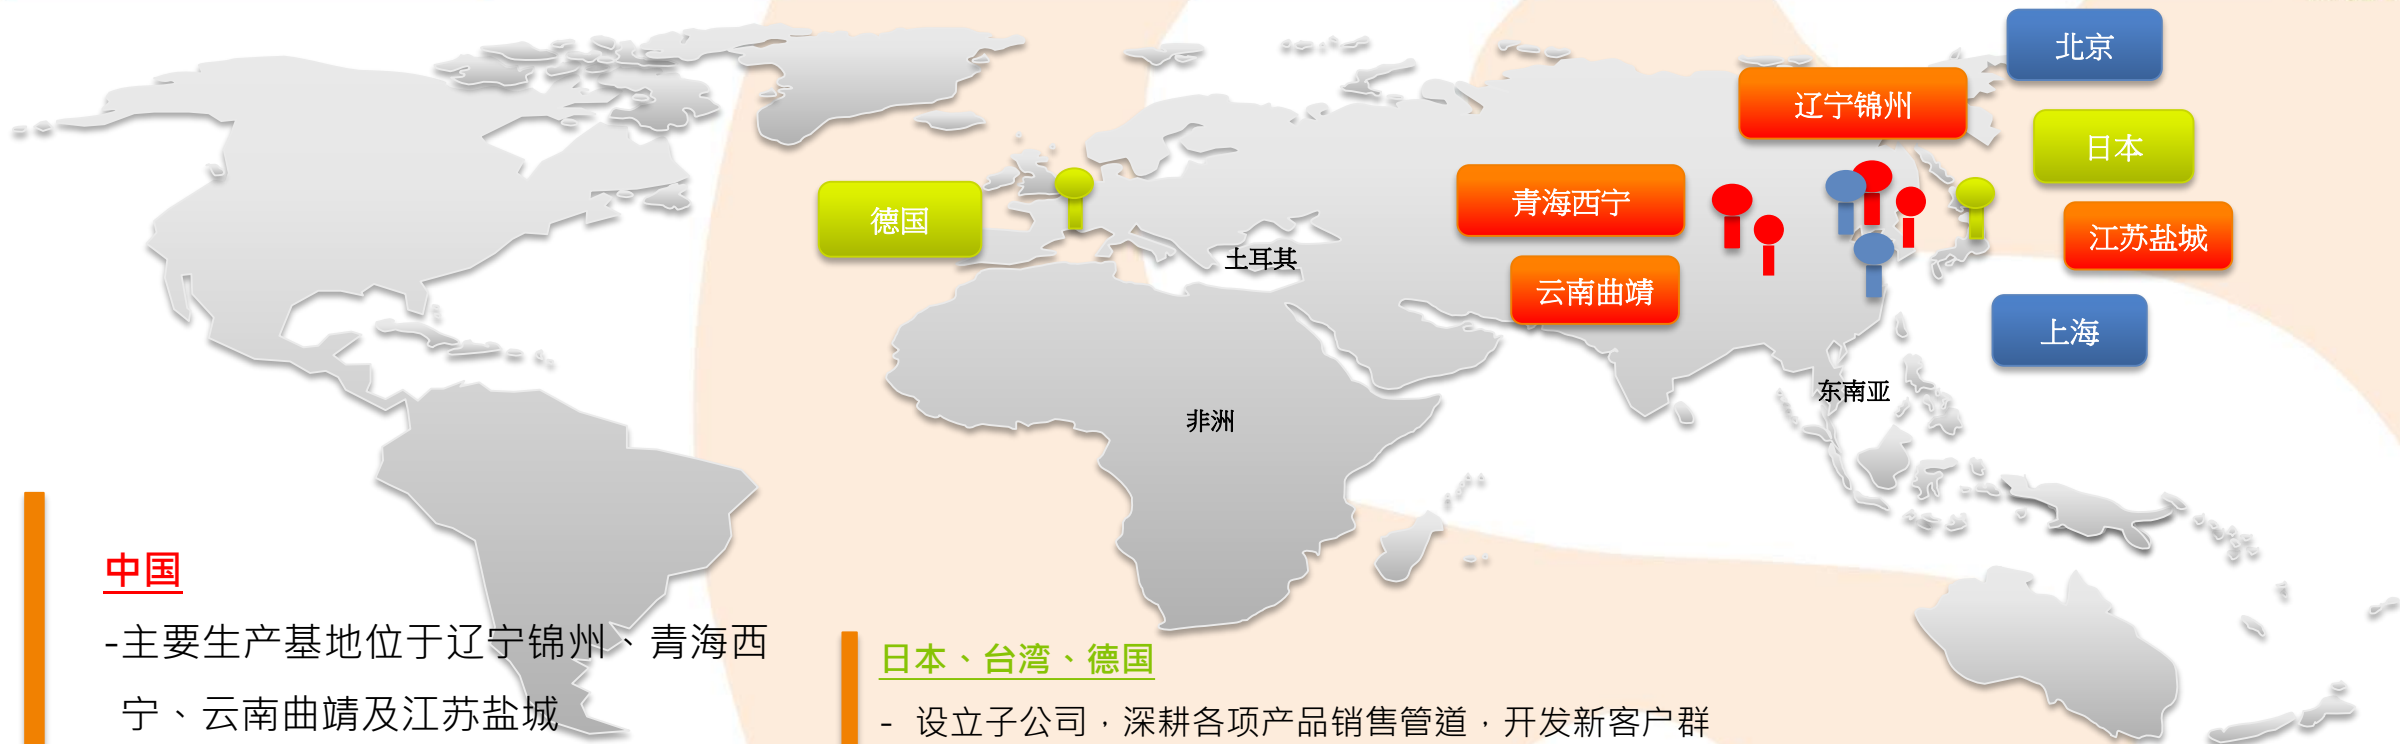 北京
辽宁锦州
日本
青海西宁
德国
江苏盐城
土耳其
云南曲靖
上海
东南亚
非洲
中国
-主要生产基地位于辽宁锦州、青海西
宁、云南曲靖及江苏盐城
日本、台湾、德国
- 设立子公司，深耕各项产品销售管道，开发新客户群